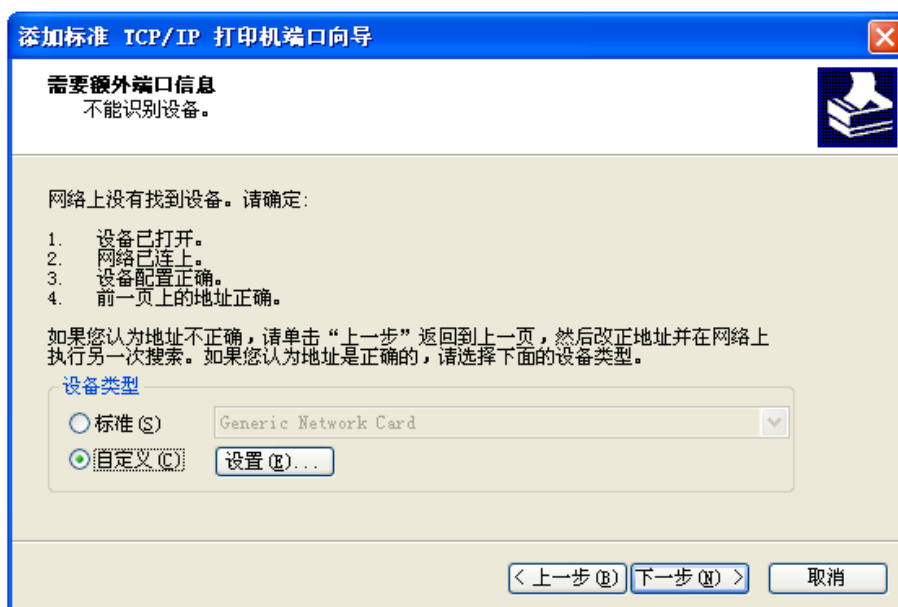 添加标准 TCP/IP 打印机端口向导
需要额外端口信息
不能识别设备。
网络上没有找到设备。请确定:
1. 设备已打开。
2. 网络已连上。
3. 设备配置正确。
4. 前一页上的地址正确。
如果您认为地址不正确，请单击“上一步”返回到上一页，然后改正地址并在网络上
执行另一次搜索。如果您认为地址是正确的，请选择下面的设备类型。
设备类型
标准(S) Generic Network Card
自定义(C) 设置(E)...
< 上一步(B) 下一步(N) > 取消